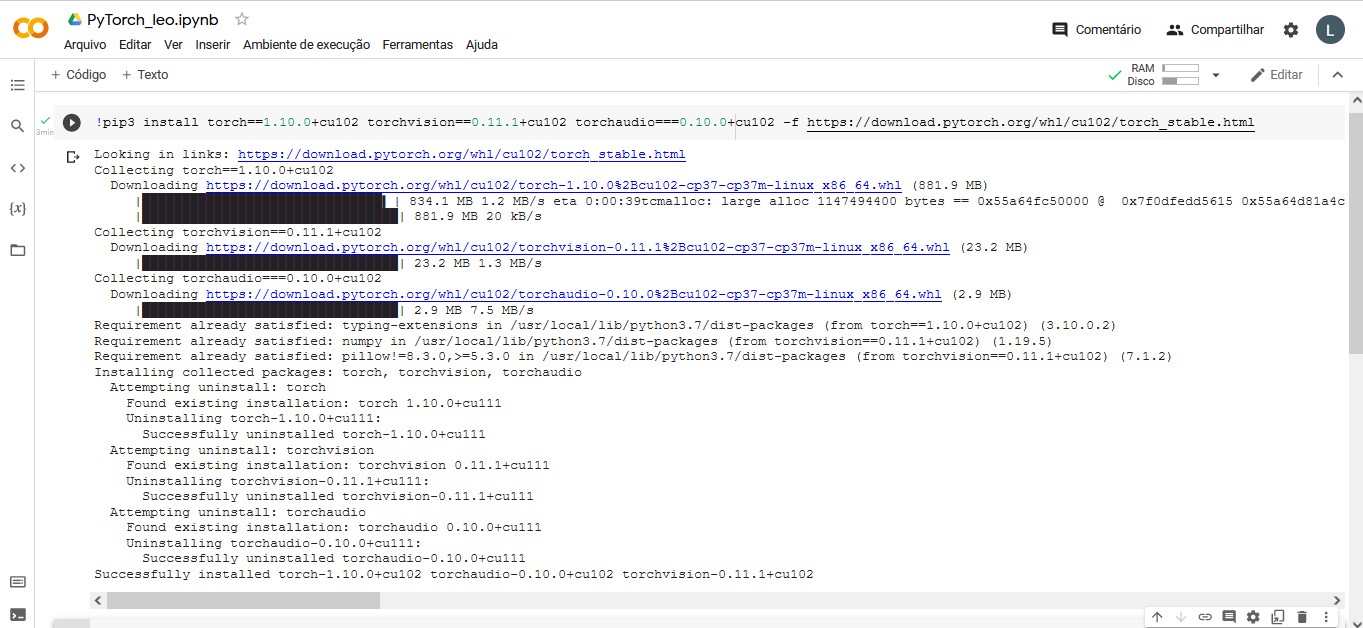 PyTorch_leo.ipynb
Arquivo Editar Ver Inserir Ambiente de execução Ferramentas Ajuda
Comentário Compartilhar L
+ Código + Texto
RAM
Disco
Editar
3min
!pip3 install torch==1.10.0+cu102 torchvision==0.11.1+cu102 torchaudio===0.10.0+cu102 -f https://download.pytorch.org/whl/cu102/torch_stable.html
Looking in links: https://download.pytorch.org/whl/cu102/torch_stable.html
Collecting torch==1.10.0+cu102
Downloading https://download.pytorch.org/whl/cu102/torch-1.10.0%2Bcu102-cp37-cp37m-linux_x86_64.whl (881.9 MB)
| | 834.1 MB 1.2 MB/s eta 0:00:39tcmalloc: large alloc 1147494400 bytes == 0x55a64fc50000 @ 0x7f0dfedd5615 0x55a64d81a4c
| | 881.9 MB 20 kB/s
Collecting torchvision==0.11.1+cu102
Downloading https://download.pytorch.org/whl/cu102/torchvision-0.11.1%2Bcu102-cp37-cp37m-linux_x86_64.whl (23.2 MB)
| | 23.2 MB 1.3 MB/s
Collecting torchaudio===0.10.0+cu102
Downloading https://download.pytorch.org/whl/cu102/torchaudio-0.10.0%2Bcu102-cp37-cp37m-linux_x86_64.whl (2.9 MB)
| | 2.9 MB 7.5 MB/s
Requirement already satisfied: typing-extensions in /usr/local/lib/python3.7/dist-packages (from torch==1.10.0+cu102) (3.10.0.2)
Requirement already satisfied: numpy in /usr/local/lib/python3.7/dist-packages (from torchvision==0.11.1+cu102) (1.19.5)
Requirement already satisfied: pillow!=8.3.0,>=5.3.0 in /usr/local/lib/python3.7/dist-packages (from torchvision==0.11.1+cu102) (7.1.2)
Installing collected packages: torch, torchvision, torchaudio
Attempting uninstall: torch
Found existing installation: torch 1.10.0+cu111
Uninstalling torch-1.10.0+cu111:
Successfully uninstalled torch-1.10.0+cu111
Attempting uninstall: torchvision
Found existing installation: torchvision 0.11.1+cu111
Uninstalling torchvision-0.11.1+cu111:
Successfully uninstalled torchvision-0.11.1+cu111
Attempting uninstall: torchaudio
Found existing installation: torchaudio 0.10.0+cu111
Uninstalling torchaudio-0.10.0+cu111:
Successfully uninstalled torchaudio-0.10.0+cu111
Successfully installed torch-1.10.0+cu102 torchaudio-0.10.0+cu102 torchvision-0.11.1+cu102